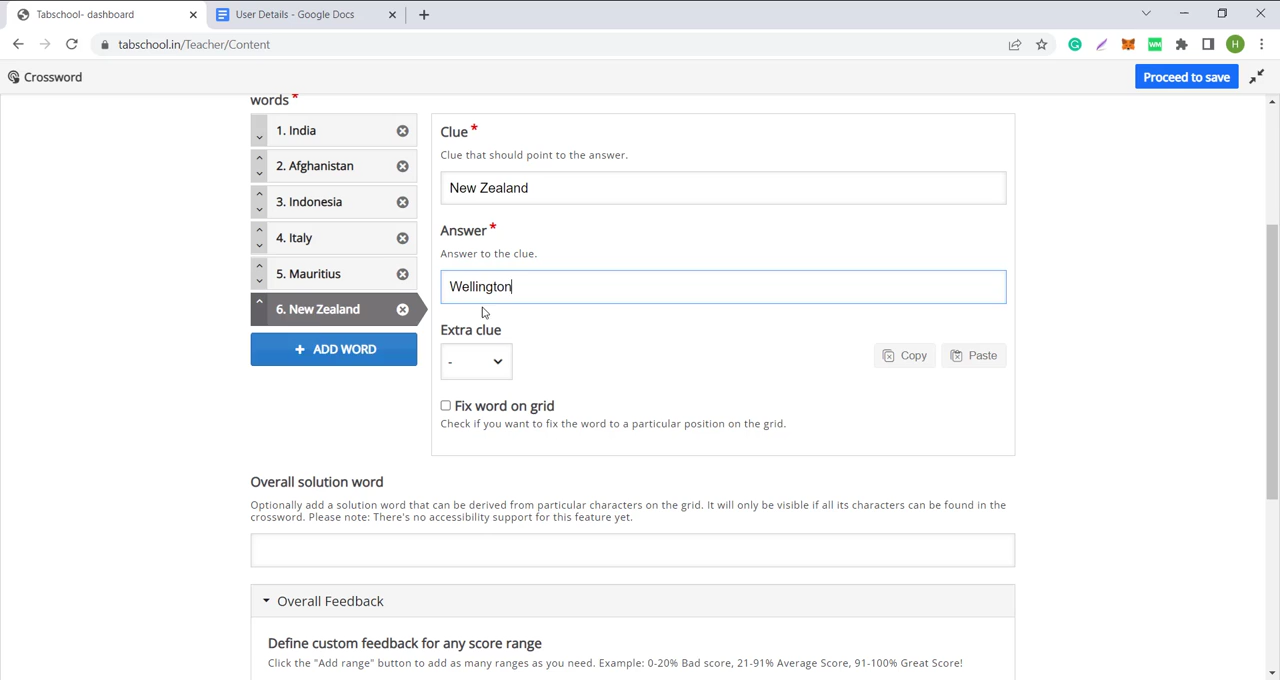 Tabschool- dashboard
User Details - Google Docs
tabschool.in/Teacher/Content
WM
H
Crossword
Proceed to save
words *
1. India
2. Afghanistan
3. Indonesia
4. Italy
5. Mauritius
6. New Zealand
+ ADD WORD
Clue *
Clue that should point to the answer.
New Zealand
Answer *
Answer to the clue.
Wellington
Extra clue
-
Copy
Paste
Fix word on grid
Check if you want to fix the word to a particular position on the grid.
Overall solution word
Optionally add a solution word that can be derived from particular characters on the grid. It will only be visible if all its characters can be found in the
crossword. Please note: There's no accessibility support for this feature yet.
Overall Feedback
Define custom feedback for any score range
Click the "Add range" button to add as many ranges as you need. Example: 0-20% Bad score, 21-91% Average Score, 91-100% Great Score!